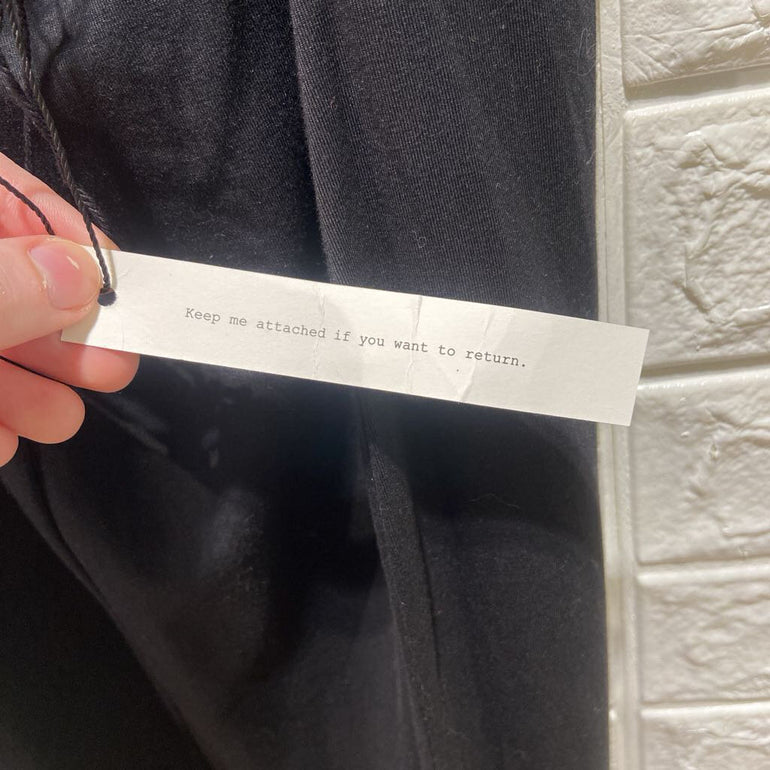 Keep me attached if you want to return.